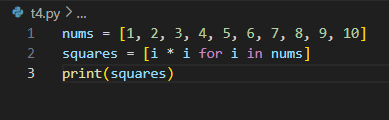 t4.py > ...
1 nums = [1, 2, 3, 4, 5, 6, 7, 8, 9, 10]
2 squares = [i * i for i in nums]
3 print(squares)